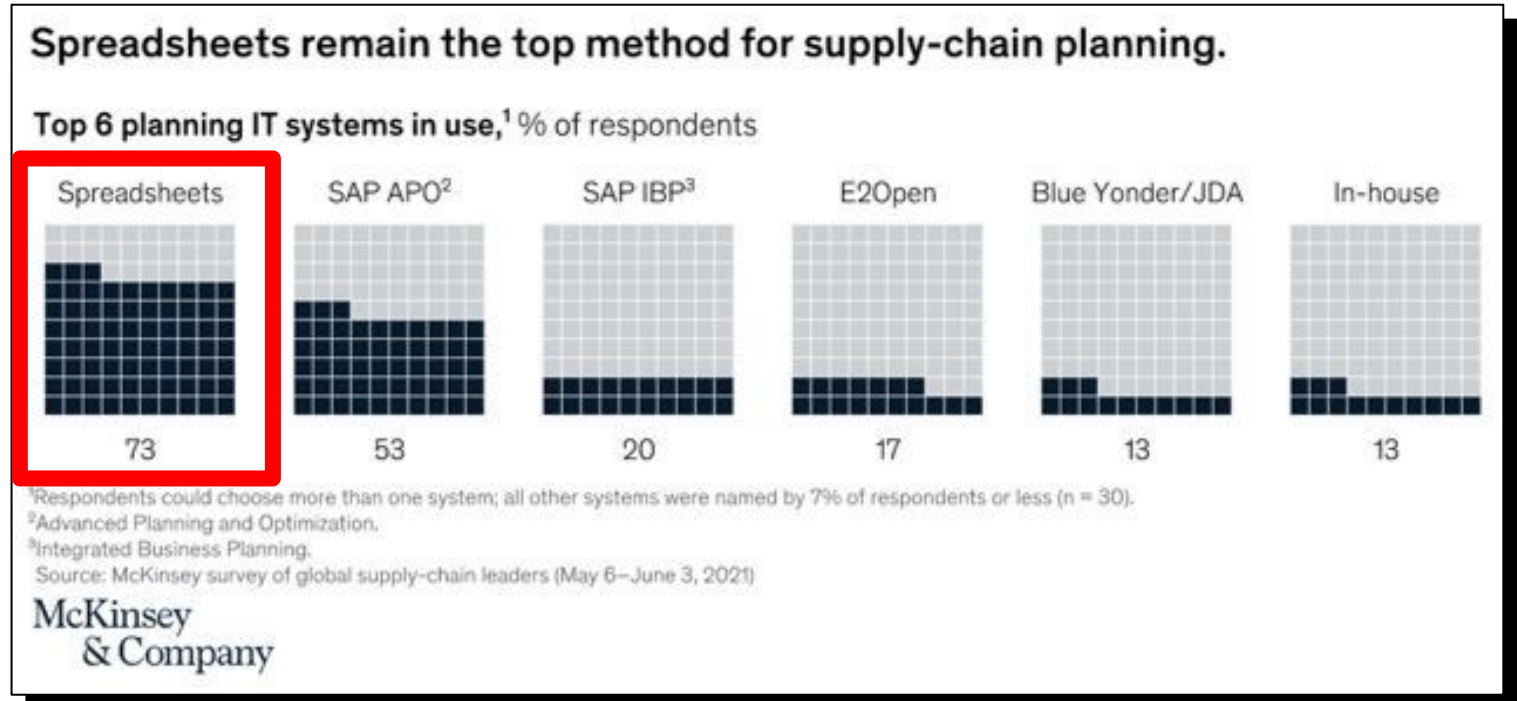 Spreadsheets remain the top method for supply-chain planning.
Top 6 planning IT systems in use,¹ % of respondents
Spreadsheets SAP APO² SAP IBP³ E2Open Blue Yonder/JDA In-house
73 53 20 17 13 13
¹Respondents could choose more than one system; all other systems were named by 7% of respondents or less (n = 30).
²Advanced Planning and Optimization.
³Integrated Business Planning.
Source: McKinsey survey of global supply-chain leaders (May 6–June 3, 2021)
McKinsey
& Company